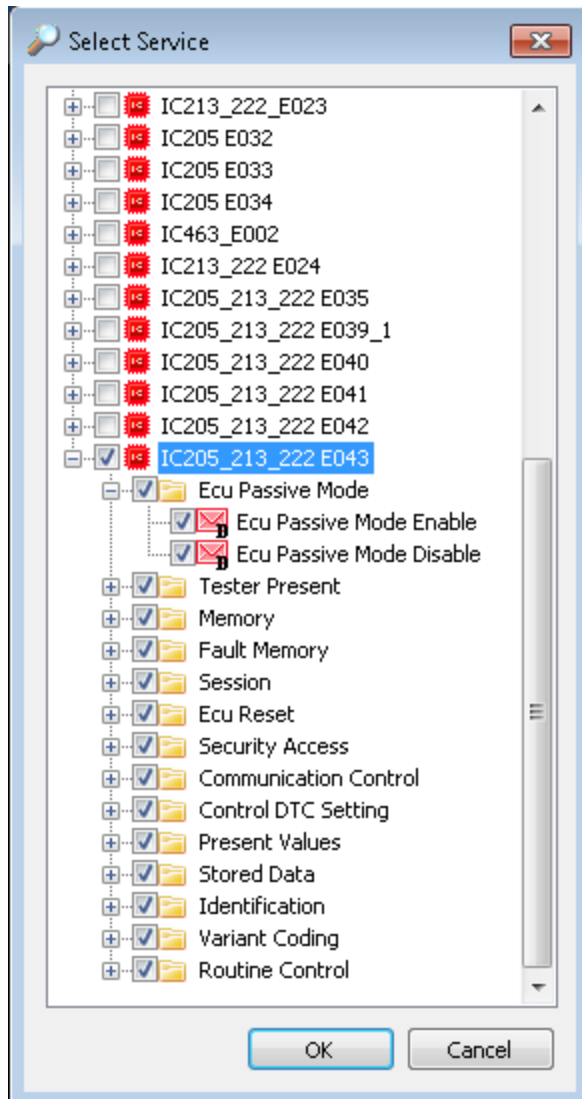 Select Service
IC213_222_E023
IC205 E032
IC205 E033
IC205 E034
IC463_E002
IC213_222 E024
IC205_213_222 E035
IC205_213_222 E039_1
IC205_213_222 E040
IC205_213_222 E041
IC205_213_222 E042
IC205_213_222 E043
Ecu Passive Mode
Ecu Passive Mode Enable
Ecu Passive Mode Disable
Tester Present
Memory
Fault Memory
Session
Ecu Reset
Security Access
Communication Control
Control DTC Setting
Present Values
Stored Data
Identification
Variant Coding
Routine Control
OK Cancel